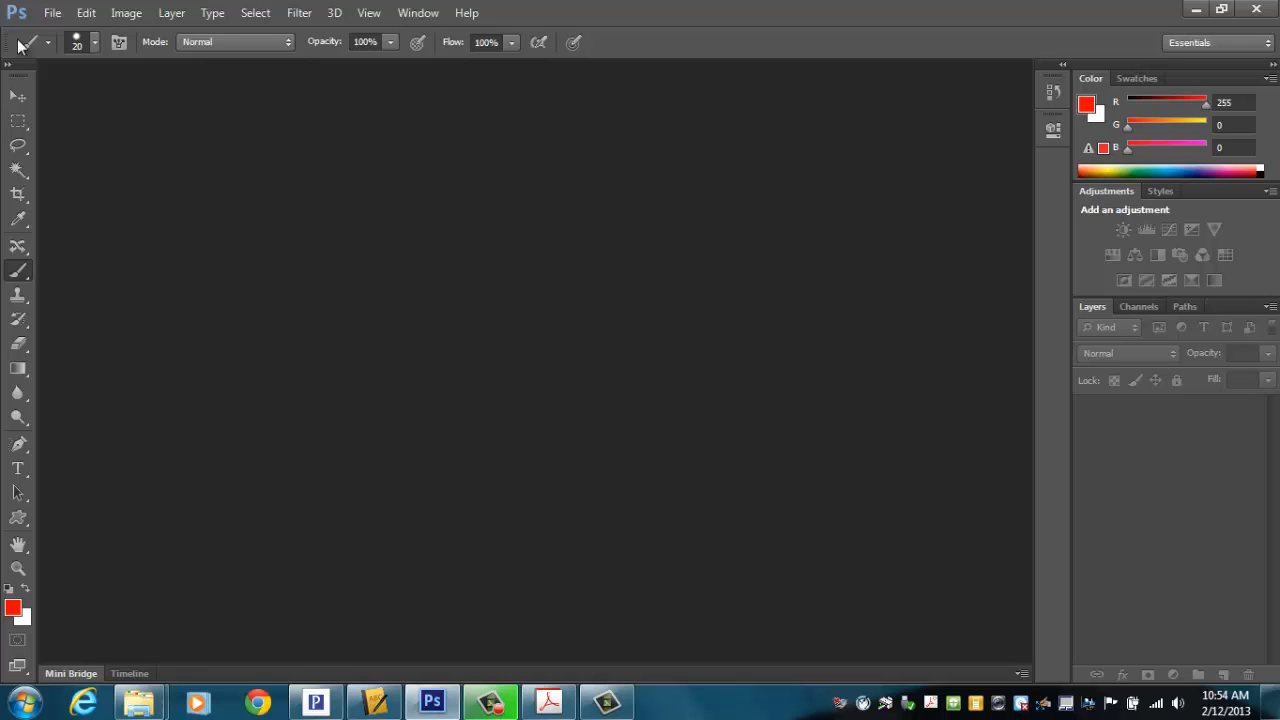 Ps File Edit Image Layer Type Select Filter 3D View Window Help
20 Mode: Normal Opacity: 100% Flow: 100% Essentials
Color Swatches
R 255
G 0
B 0
Adjustments Styles
Add an adjustment
Layers Channels Paths
Kind T
Normal Opacity:
Lock: Fill:
T
Mini Bridge Timeline
P Ps 10:54 AM
2/12/2013